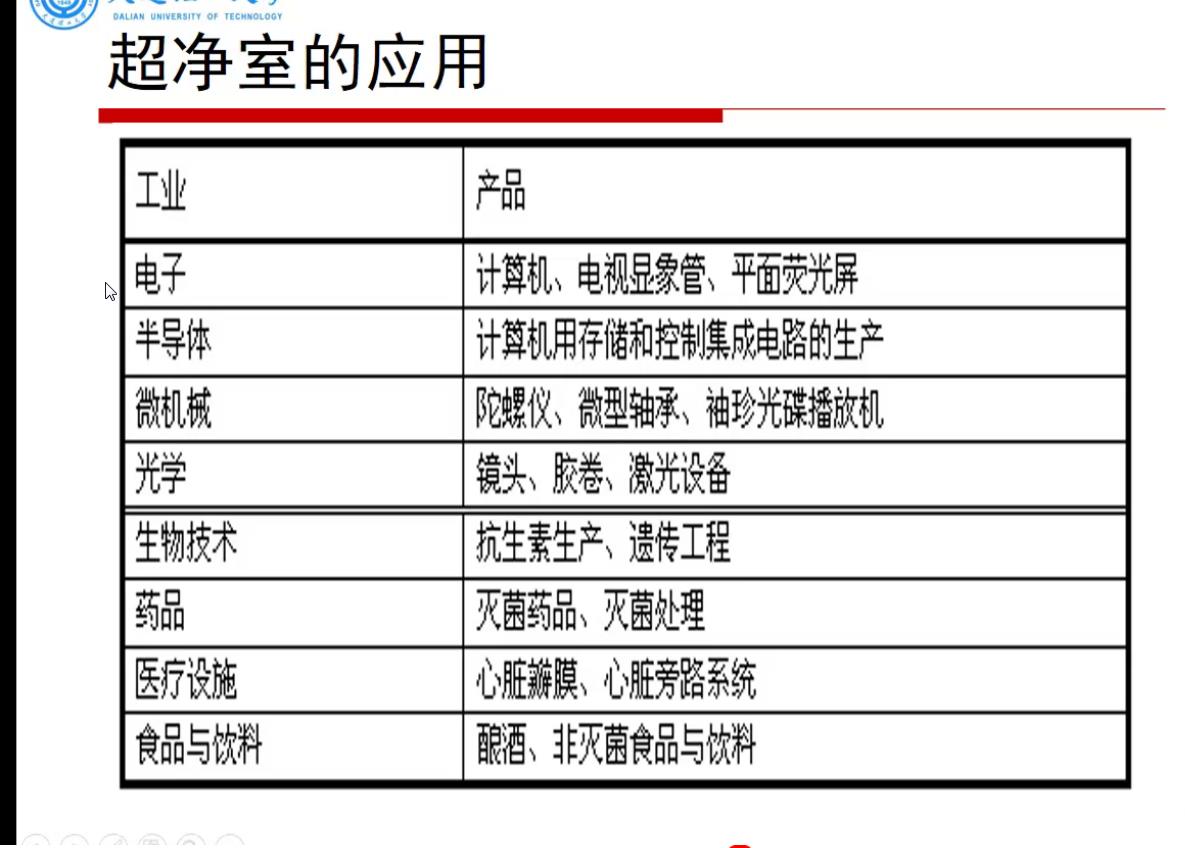 DALIAN UNIVERSITY OF TECHNOLOGY
超净室的应用
工业 产品
电子 计算机、电视显象管、平面荧光屏
半导体 计算机用存储和控制集成电路的生产
微机械 陀螺仪、微型轴承、袖珍光碟播放机
光学 镜头、胶卷、激光设备
生物技术 抗生素生产、遗传工程
药品 灭菌药品、灭菌处理
医疗设施 心脏瓣膜、心脏旁路系统
食品与饮料 酿酒、非灭菌食品与饮料